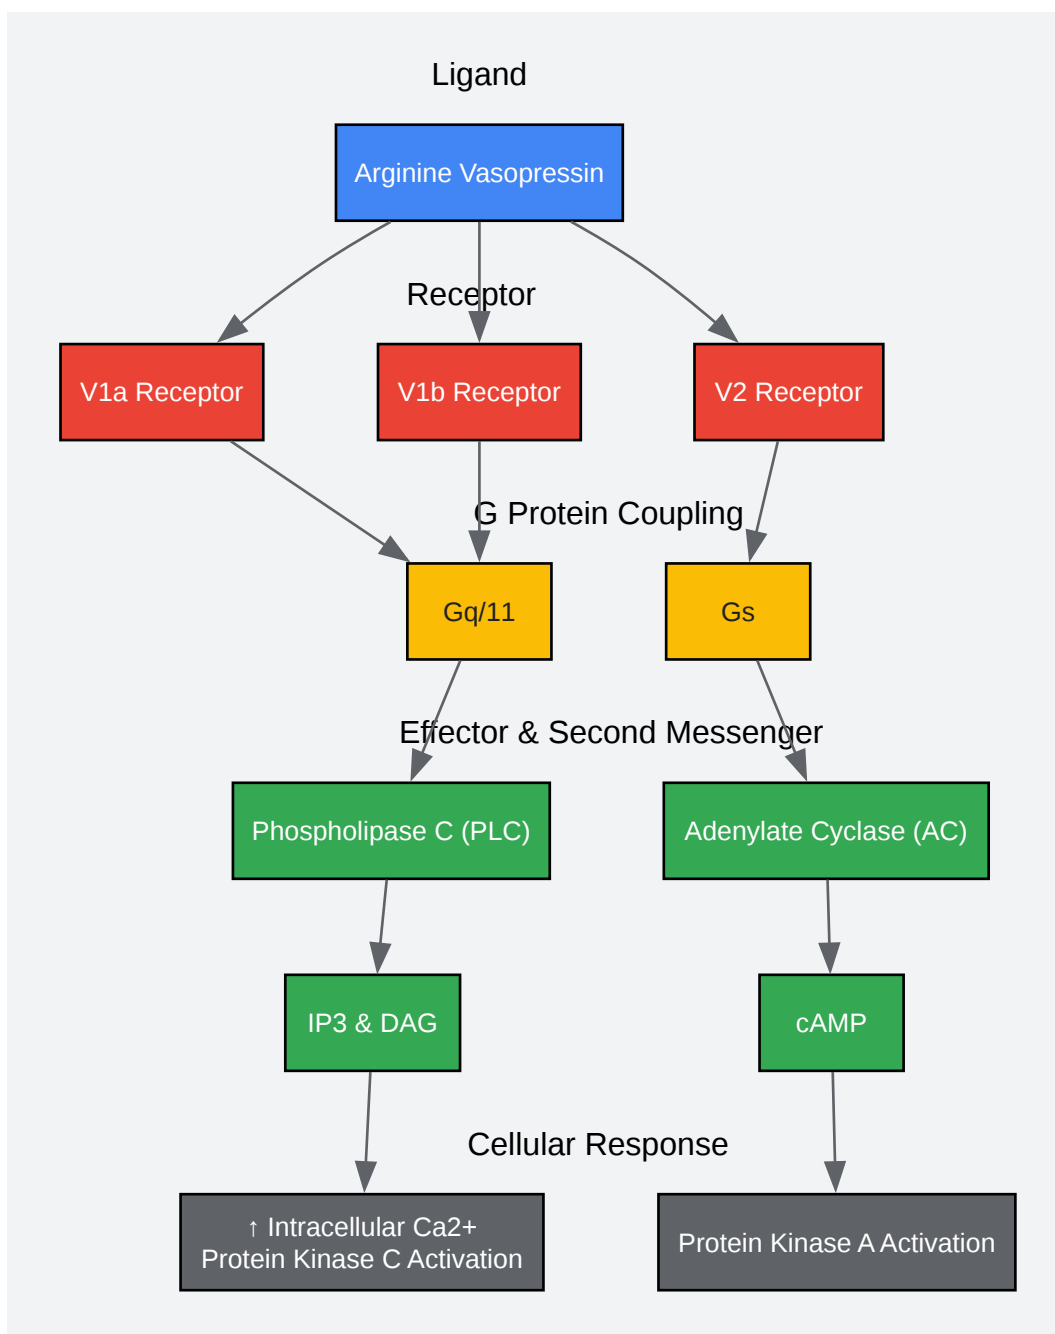 Ligand
Arginine Vasopressin
Receptor
V1a Receptor
V1b Receptor
V2 Receptor
G Protein Coupling
Gq/11
Gs
Effector & Second Messenger
Phospholipase C (PLC)
Adenylate Cyclase (AC)
IP3 & DAG
cAMP
Cellular Response
↑ Intracellular Ca2+
Protein Kinase C Activation
Protein Kinase A Activation